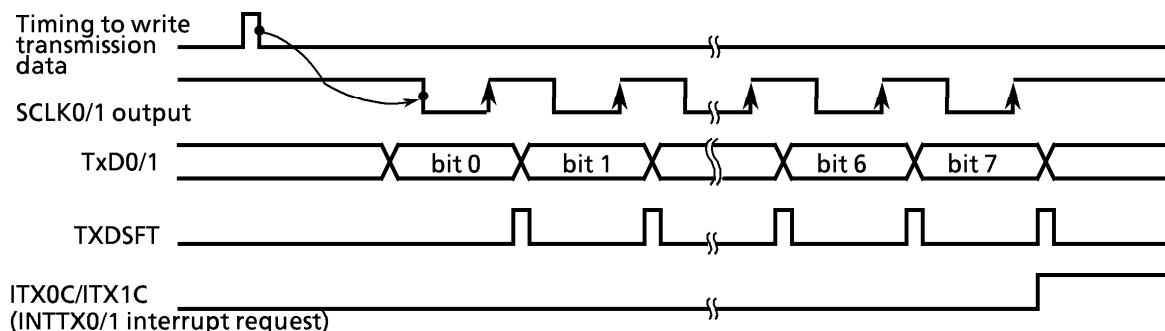 Timing to write
transmission
data
SCLK0/1 output
TxD0/1
bit 0
bit 1
bit 6
bit 7
TXDSFT
ITX0C/ITX1C
(INTTX0/1 interrupt request)